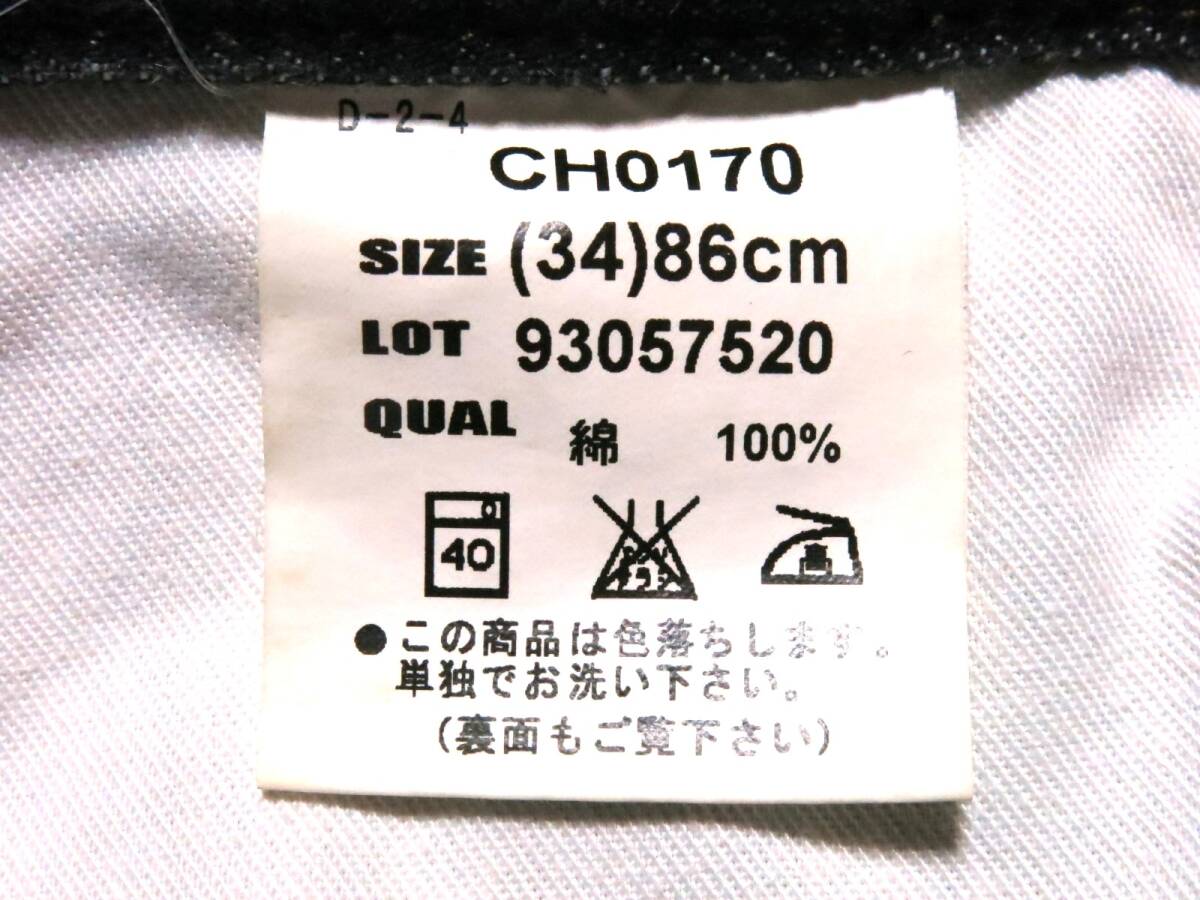 D-2-4
CH0170
SIZE (34)86cm
LOT 93057520
QUAL 綿 100%
40
高
●この商品は色落ちします。
単独でお洗い下さい。
(裏面もご覧下さい)